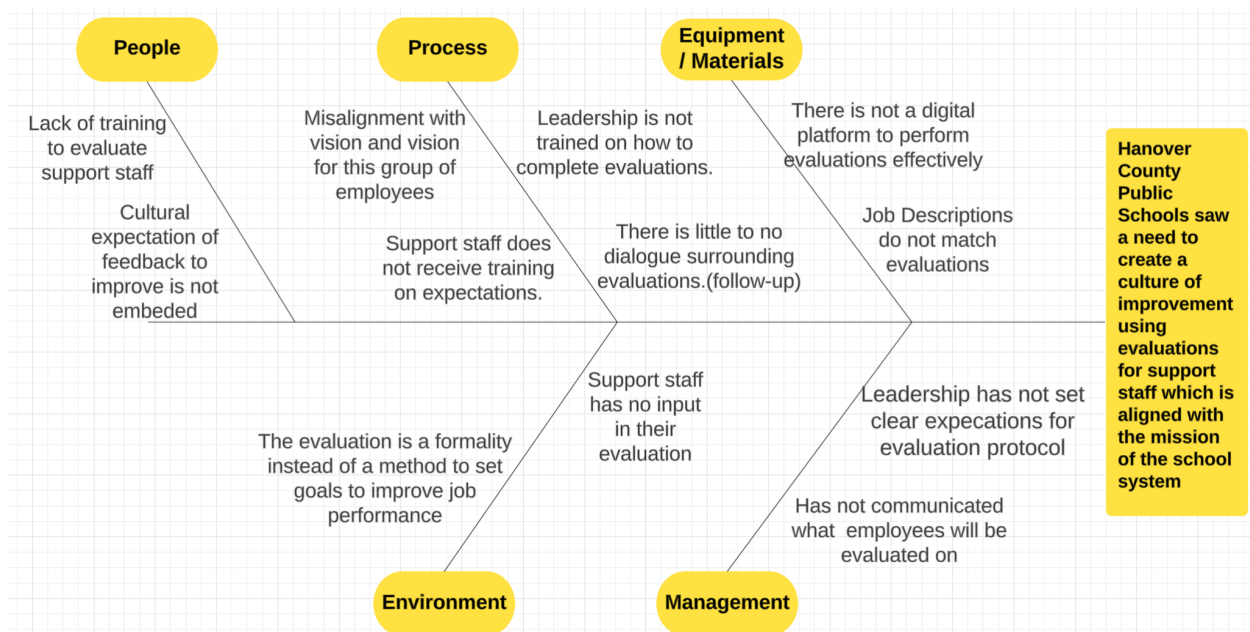 People
Lack of training
to evaluate
support staff
Cultural
expectation of
feedback to
improve is not
embeded
Process
Misalignment with
vision and vision
for this group of
employees
Support staff does
not receive training
on expectations.
Leadership is not
trained on how to
complete evaluations.
There is little to no
dialogue surrounding
evaluations.(follow-up)
Equipment
/ Materials
There is not a digital
platform to perform
evaluations effectively
Job Descriptions
do not match
evaluations
Environment
The evaluation is a formality
instead of a method to set
goals to improve job
performance
Support staff
has no input
in their
evaluation
Management
Leadership has not set
clear expecations for
evaluation protocol
Has not communicated
what  employees will be
evaluated on
Hanover
County
Public
Schools saw
a need to
create a
culture of
improvement
using
evaluations
for support
staff which is
aligned with
the mission
of the school
system